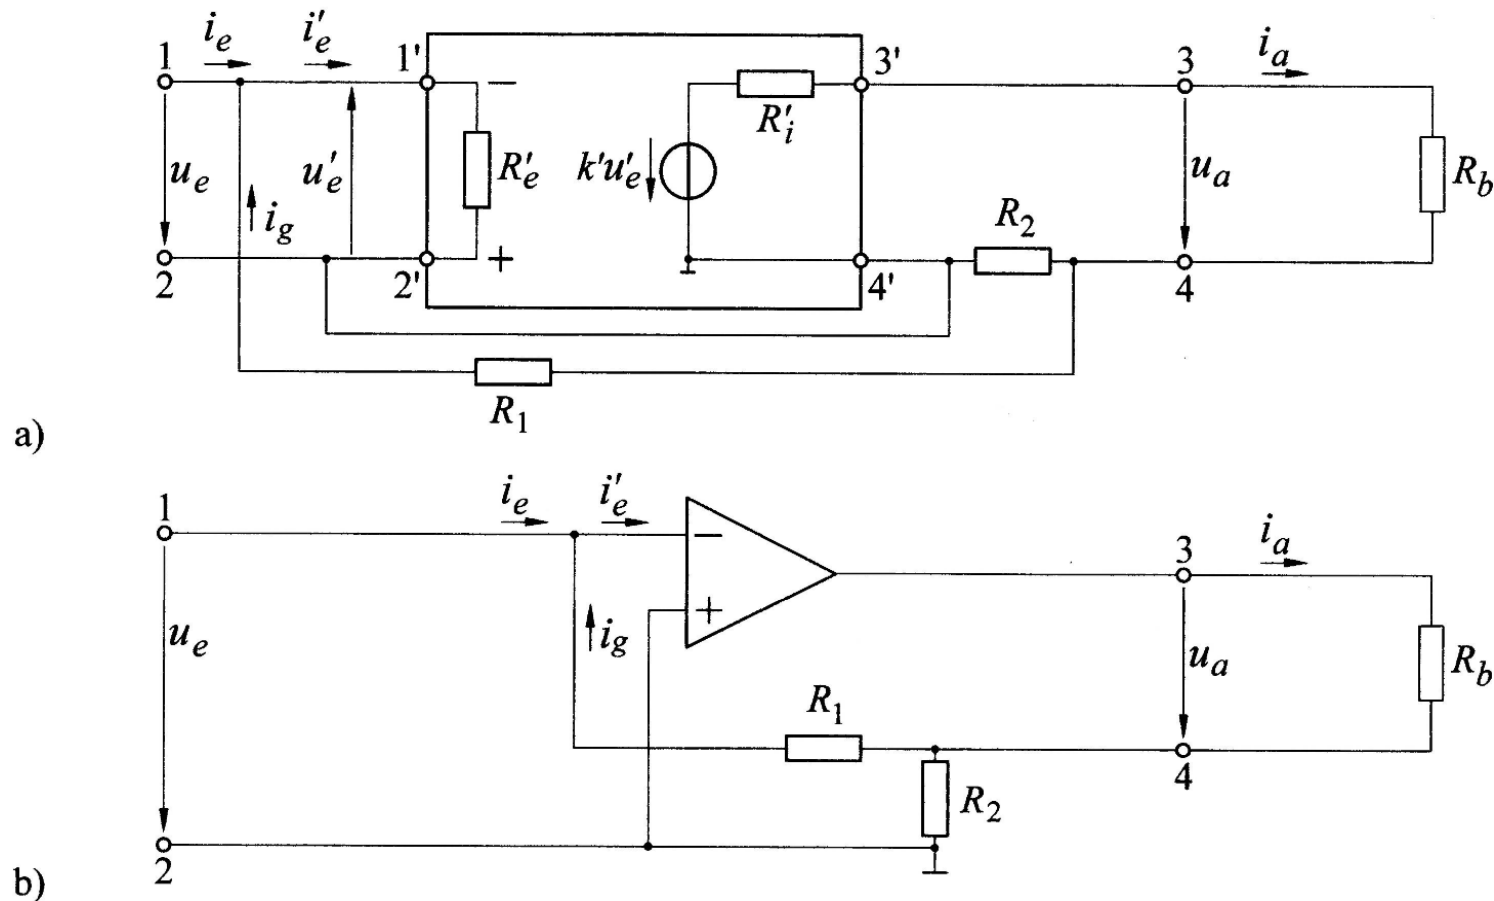 i_e i'_e
1 1' − 3' 3 i_a
R'_i
u_e u'_e R'_e k'u'_e u_a R_b
i_g R_2
2 2' + 4' 4
R_1
a)
1 i_e i'_e
− 3 i_a
+
u_e i_g u_a R_b
R_1
4
R_2
2
b)